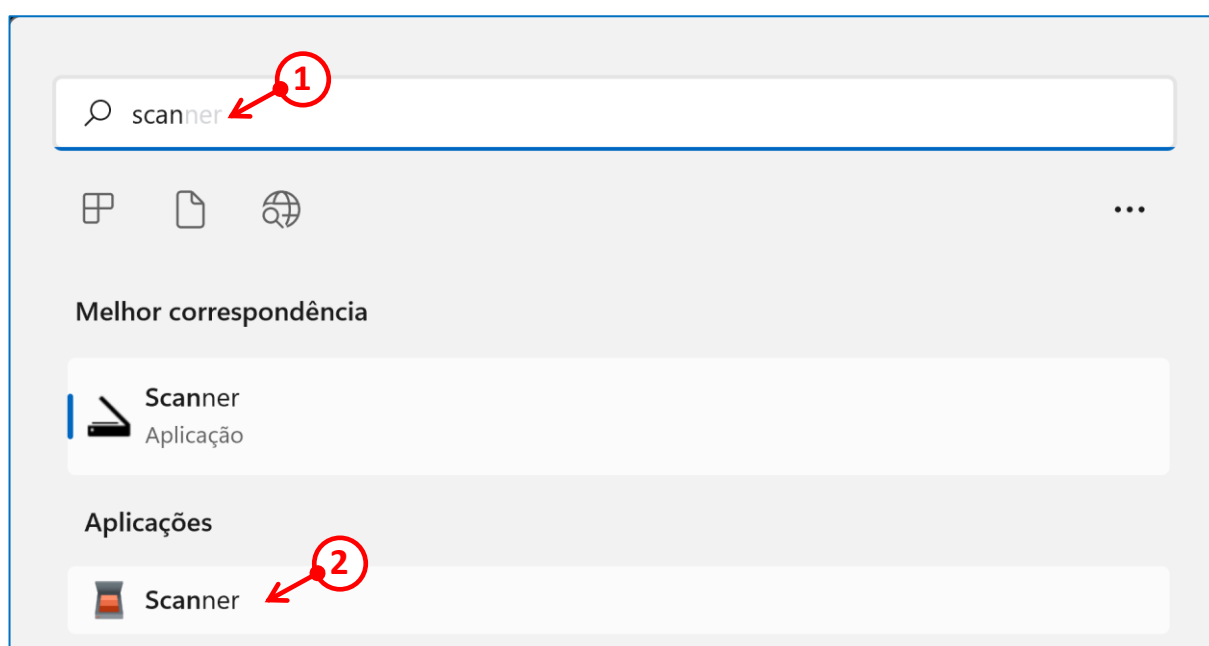 1
scanner
Melhor correspondência
Scanner
Aplicação
Aplicações
2
Scanner